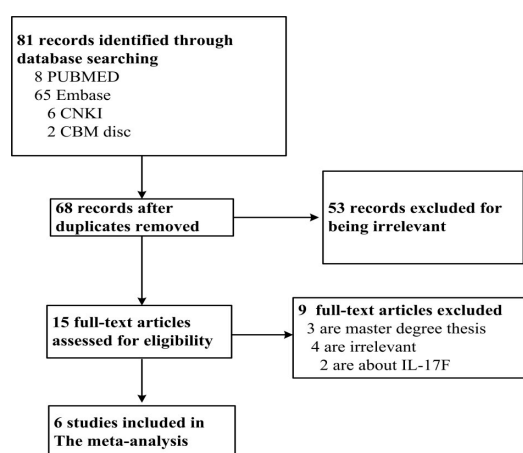 81 records identified through
database searching
8 PUBMED
65 Embase
6 CNKI
2 CBM disc
68 records after
duplicates removed
53 records excluded for
being irrelevant
15 full-text articles
assessed for eligibility
9 full-text articles excluded
3 are master degree thesis
4 are irrelevant
2 are about IL-17F
6 studies included in
The meta-analysis